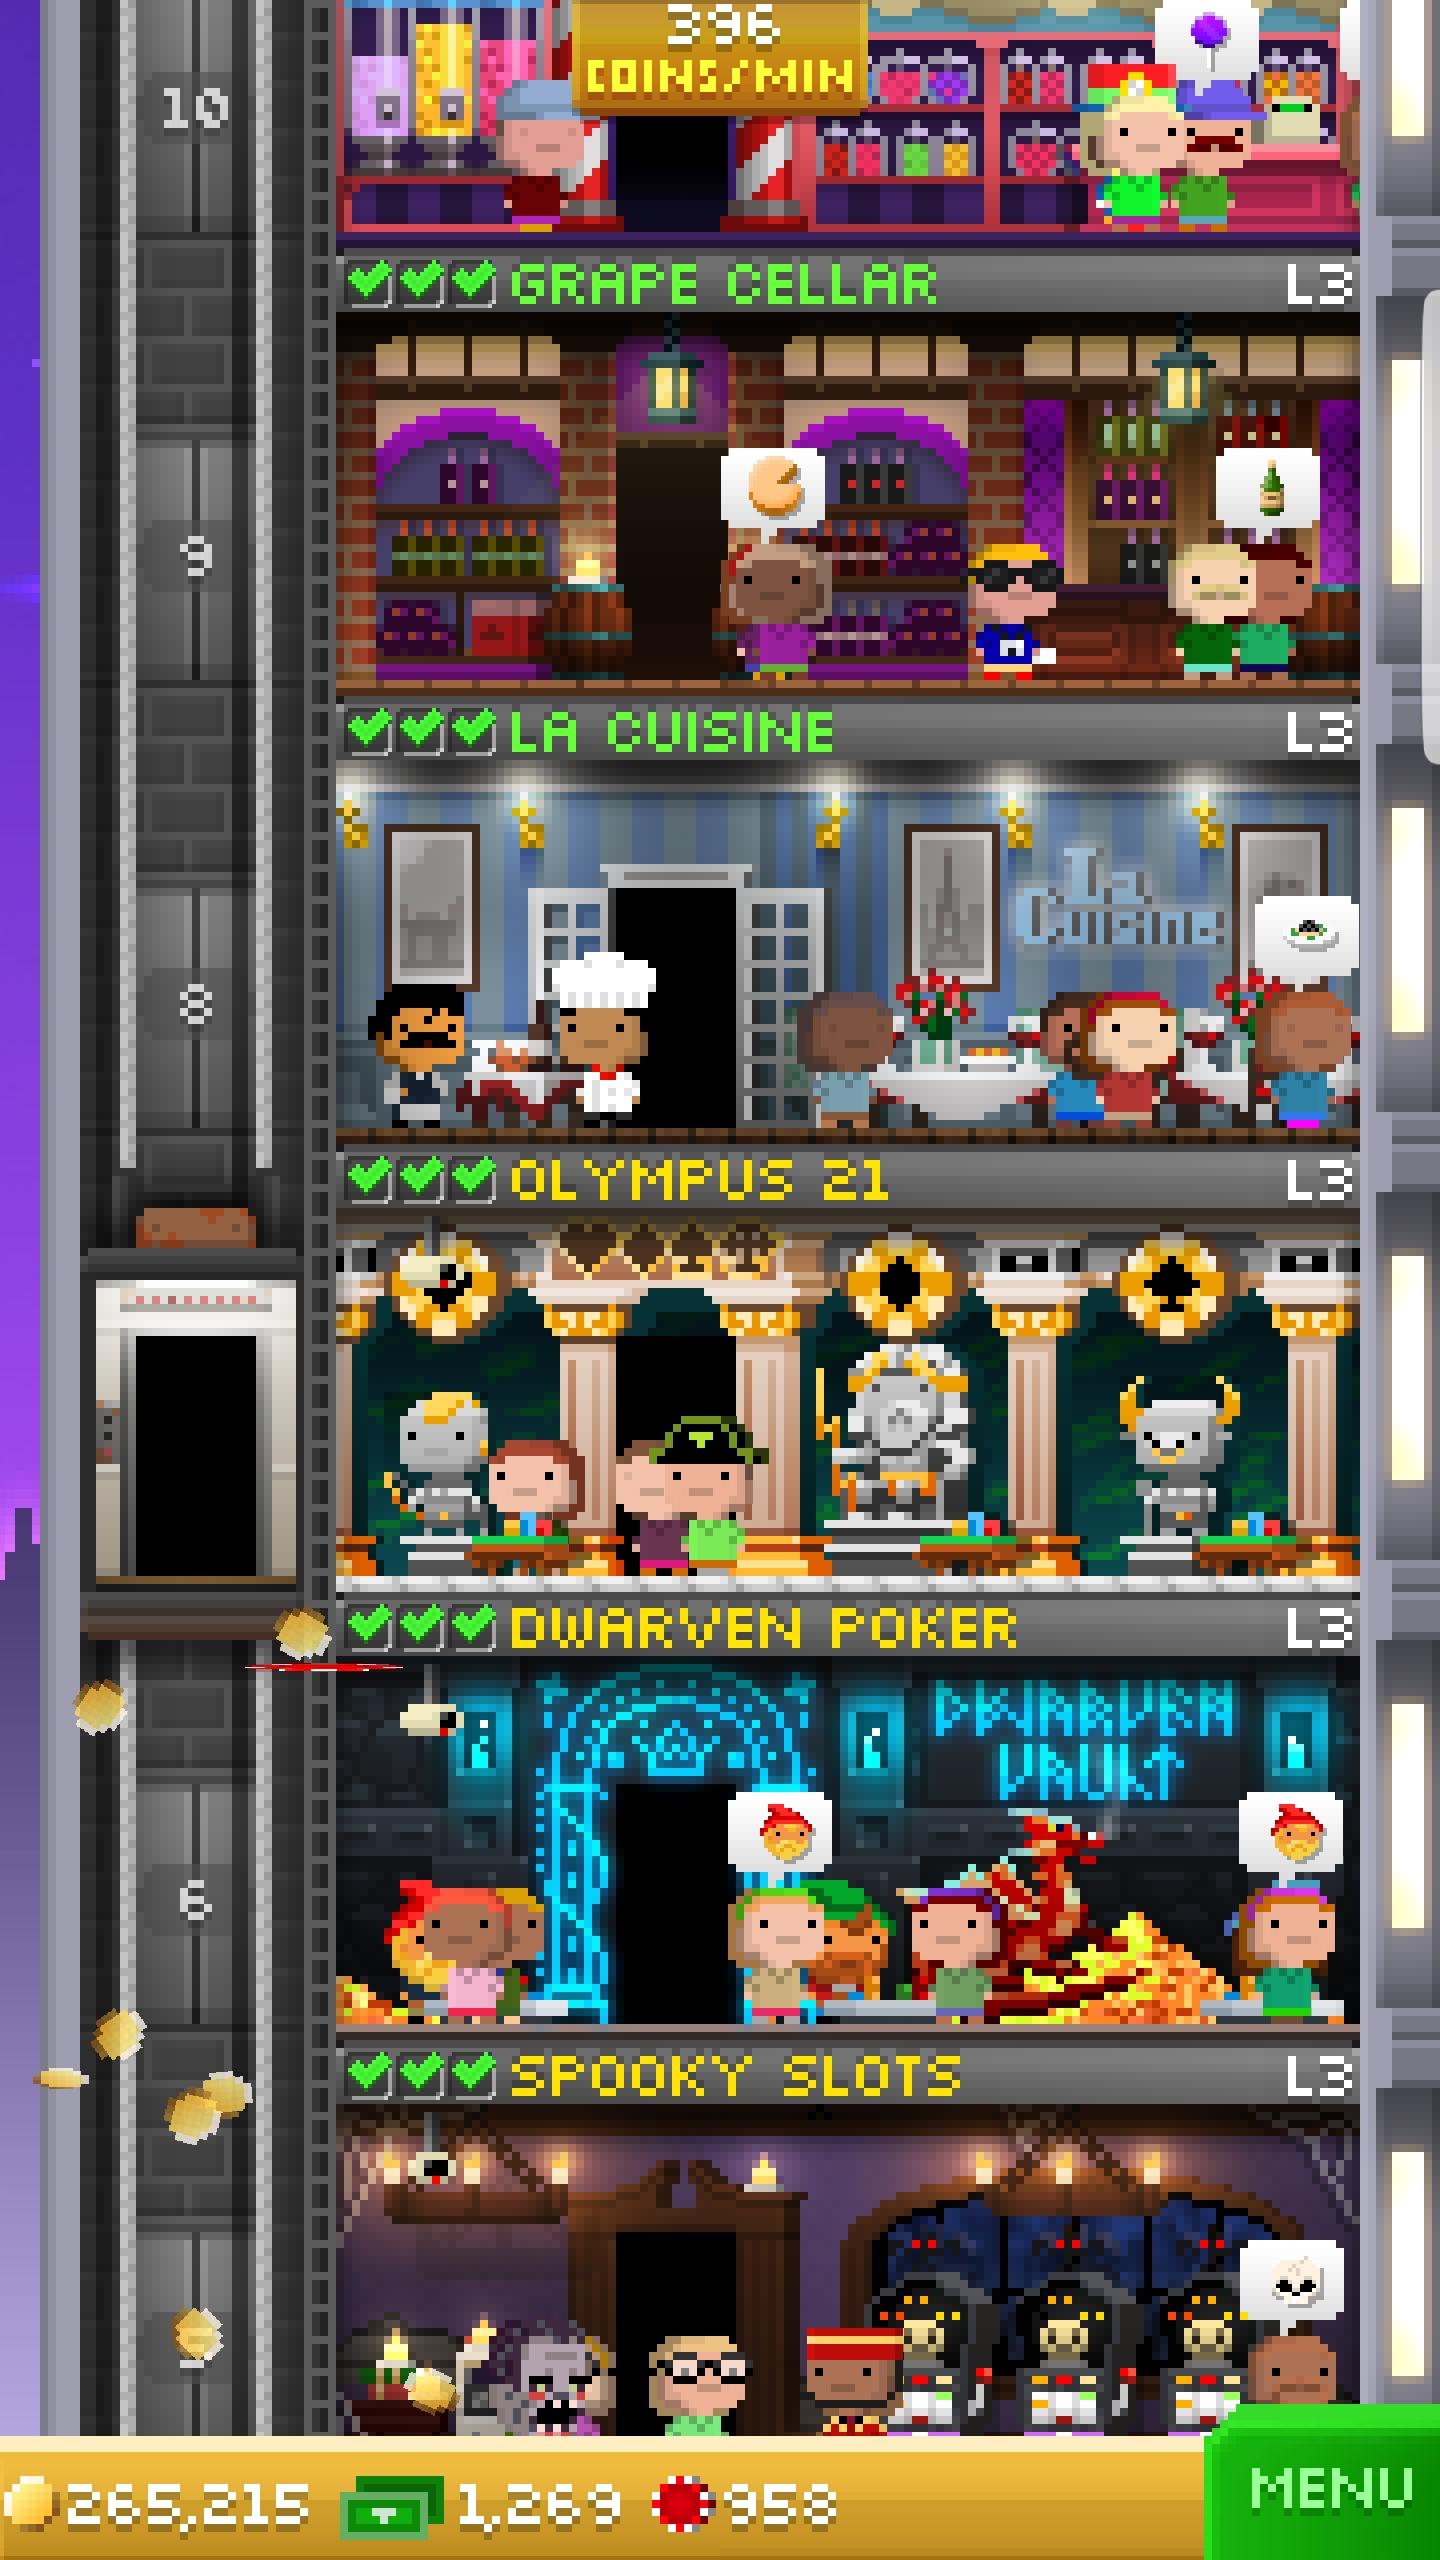 396
COINS/MIN
10
GRAPE CELLAR L3
9
LA CUISINE L3
La
Cuisine
8
OLYMPUS 21 L3
DWARVEN POKER L3
DWARVEN
VAULT
6
SPOOKY SLOTS L3
265,215 1,269 958
MENU